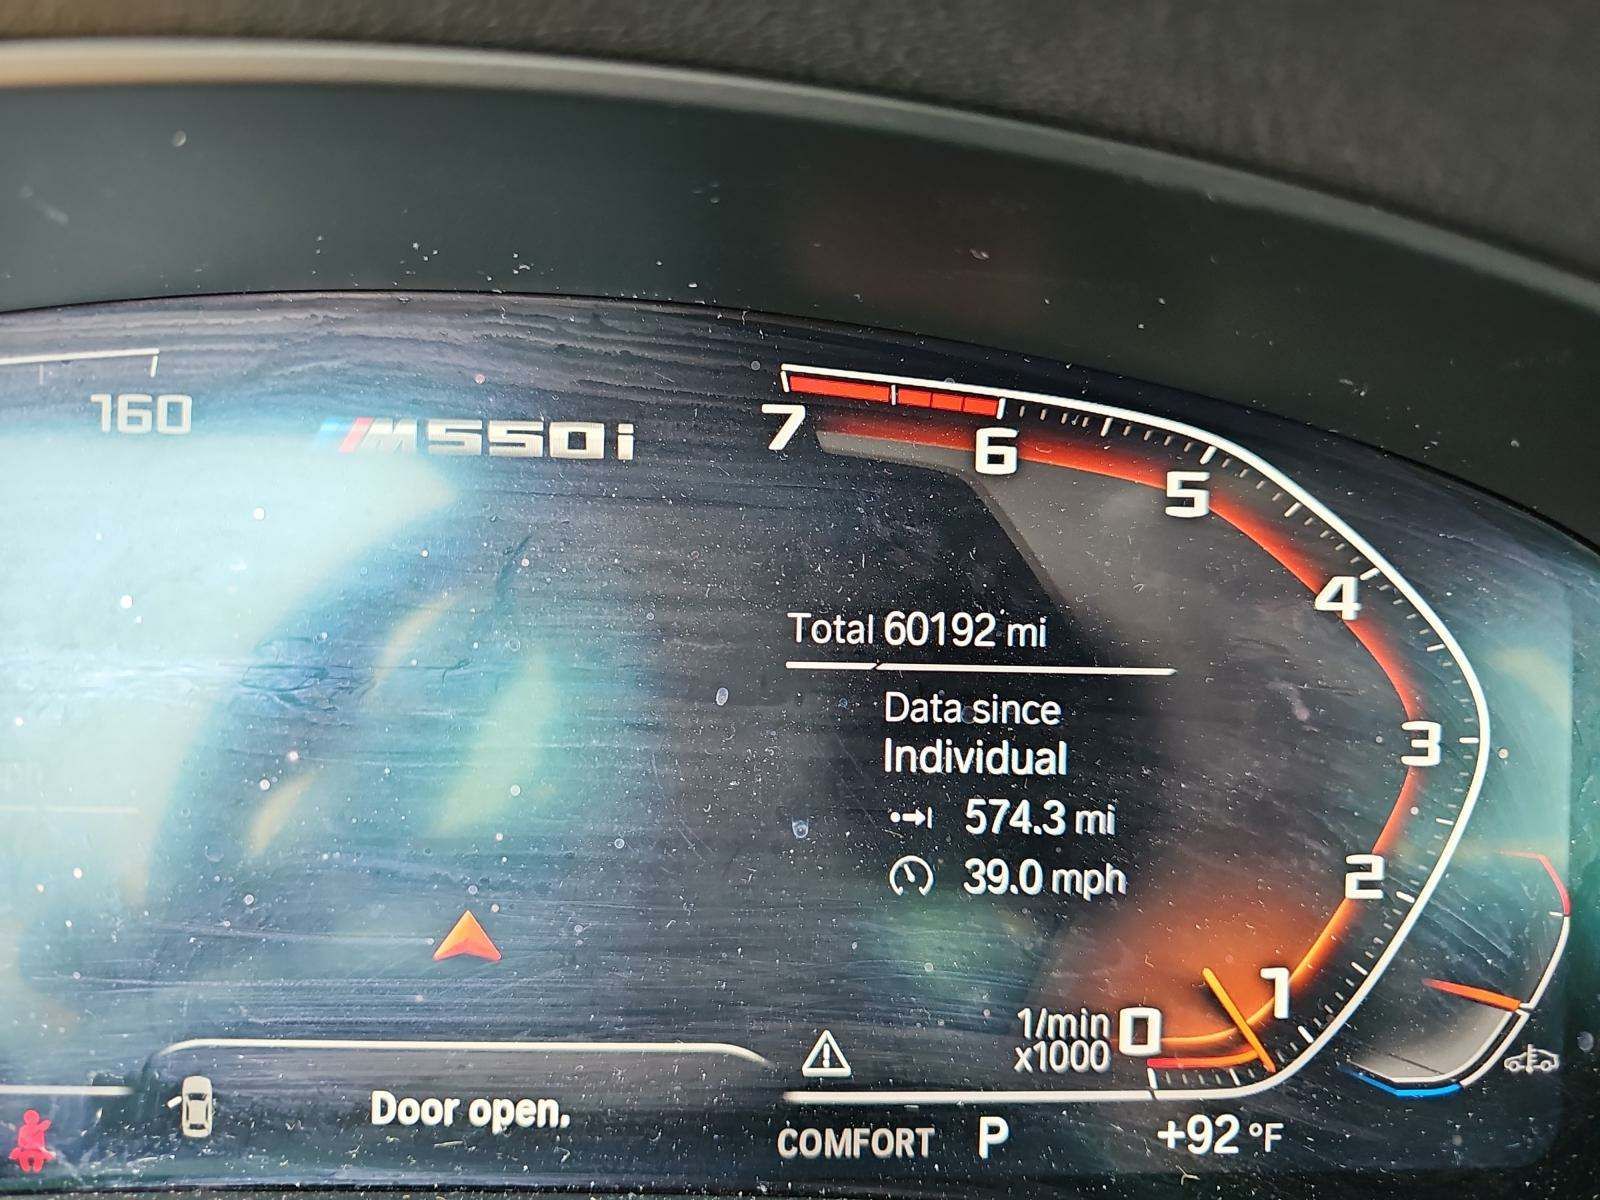 160
M550i
7
6
5
4
3
2
1
0
1/min
x1000
Total 60192 mi
Data since
Individual
574.3 mi
39.0 mph
Door open.
COMFORT P +92 °F